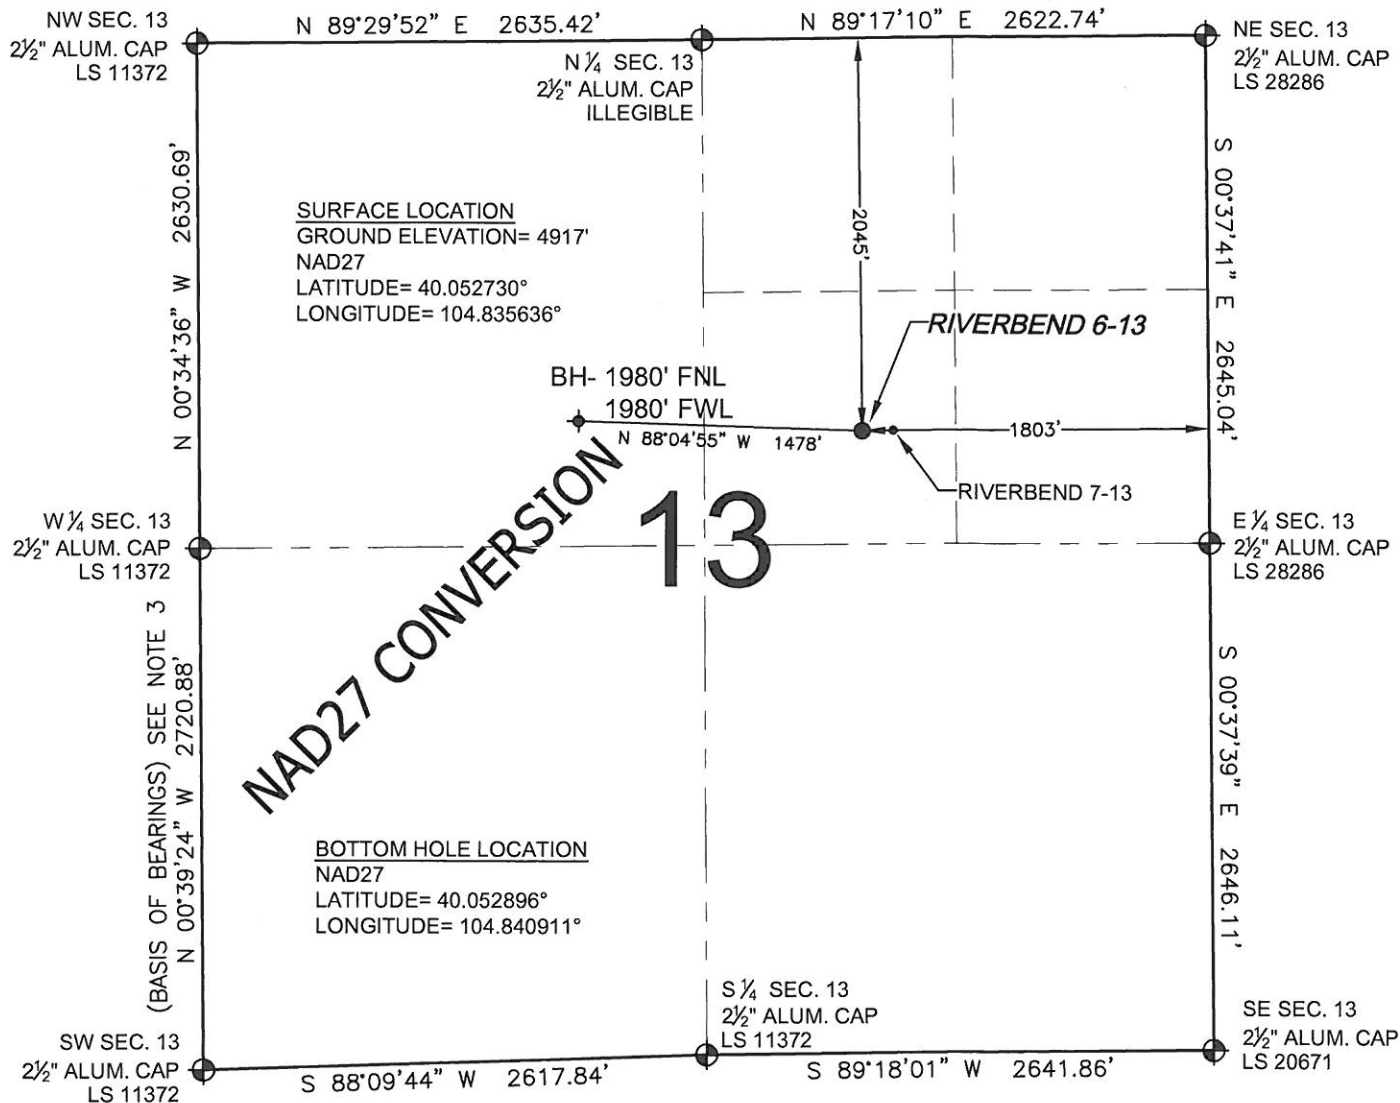 NW SEC. 13
2½" ALUM. CAP
LS 11372
N 89°29'52" E 2635.42'
N ¼ SEC. 13
2½" ALUM. CAP
ILLEGIBLE
N 89°17'10" E 2622.74'
NE SEC. 13
2½" ALUM. CAP
LS 28286
N 00°34'36" W 2630.69'
SURFACE LOCATION
GROUND ELEVATION= 4917'
NAD27
LATITUDE= 40.052730°
LONGITUDE= 104.835636°
2045'
S 00°37'41" E 2645.04'
RIVERBEND 6-13
BH- 1980' FNL
1980' FWL
N 88°04'55" W 1478'
1803'
RIVERBEND 7-13
13
NAD27 CONVERSION
W ¼ SEC. 13
2½" ALUM. CAP
LS 11372
E ¼ SEC. 13
2½" ALUM. CAP
LS 28286
(BASIS OF BEARINGS) SEE NOTE 3
N 00°39'24" W 2720.88'
S 00°37'39" E 2646.11'
BOTTOM HOLE LOCATION
NAD27
LATITUDE= 40.052896°
LONGITUDE= 104.840911°
SW SEC. 13
2½" ALUM. CAP
LS 11372
S 88°09'44" W 2617.84'
S ¼ SEC. 13
2½" ALUM. CAP
LS 11372
S 89°18'01" W 2641.86'
SE SEC. 13
2½" ALUM. CAP
LS 20671